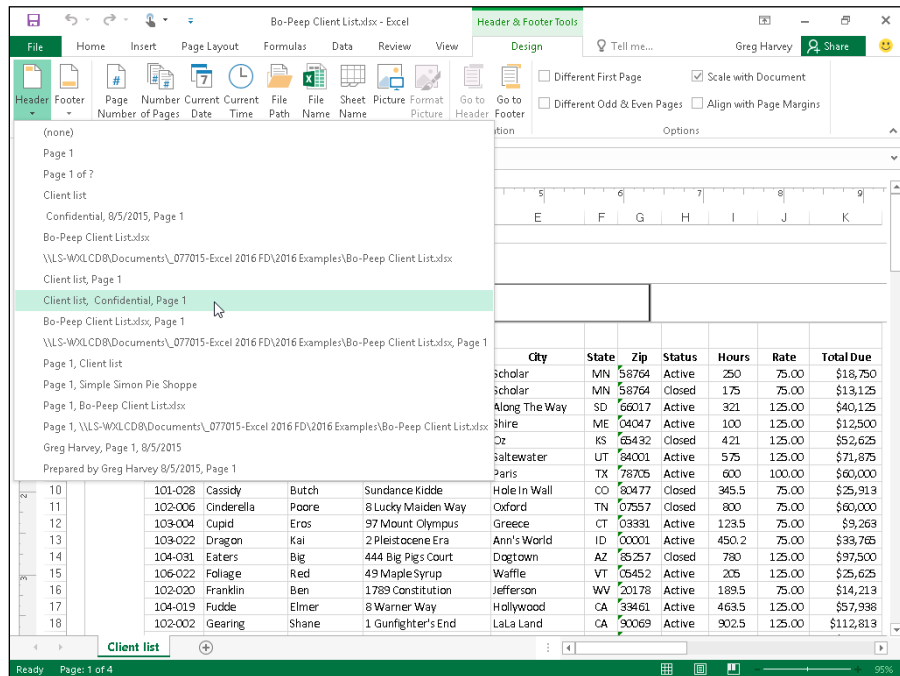 Bo-Peep Client List.xlsx - Excel
Header & Footer Tools
File Home Insert Page Layout Formulas Data Review View Design Tell me... Greg Harvey Share
Header Footer
Page Number
Number of Pages
Current Date
Current Time
File Path
File Name
Sheet Name
Picture
Format Picture
Go to Header
Go to Footer
Different First Page
Different Odd & Even Pages
Scale with Document
Align with Page Margins
Options
(none)
Page 1
Page 1 of ?
Client list
Confidential, 8/5/2015, Page 1
Bo-Peep Client List.xlsx
\\LS-WXLCD8\Documents\_077015-Excel 2016 FD\2016 Examples\Bo-Peep Client List.xlsx
Client list, Page 1
Client list, Confidential, Page 1
Bo-Peep Client List.xlsx, Page 1
\\LS-WXLCD8\Documents\_077015-Excel 2016 FD\2016 Examples\Bo-Peep Client List.xlsx, Page 1
Page 1, Client list
Page 1, Simple Simon Pie Shoppe
Page 1, Bo-Peep Client List.xlsx
Page 1, \\LS-WXLCD8\Documents\_077015-Excel 2016 FD\2016 Examples\Bo-Peep Client List.xlsx
Greg Harvey, Page 1, 8/5/2015
Prepared by Greg Harvey 8/5/2015, Page 1
5 6 7 8 9
E F G H I J K
City State Zip Status Hours Rate Total Due
Scholar MN 58764 Active 250 75.00 $18,750
Scholar MN 58764 Closed 175 75.00 $13,125
Along The Way SD 66017 Active 321 125.00 $40,125
Shire ME 04047 Active 100 125.00 $12,500
Oz KS 65432 Closed 421 125.00 $52,625
Saltewater UT 84001 Active 575 125.00 $71,875
Paris TX 78705 Active 600 100.00 $60,000
10 101-028 Cassidy Butch Sundance Kidde Hole In Wall CO 80477 Closed 345.5 75.00 $25,913
11 102-006 Cinderella Poore 8 Lucky Maiden Way Oxford TN 07557 Closed 800 75.00 $60,000
12 103-004 Cupid Eros 97 Mount Olympus Greece CT 03331 Active 123.5 75.00 $9,263
13 103-022 Dragon Kai 2 Pleistocene Era Ann's World ID 00001 Active 450.2 75.00 $33,765
14 104-031 Eaters Big 444 Big Pigs Court Dogtown AZ 85257 Closed 780 125.00 $97,500
15 106-022 Foliage Red 49 Maple Syrup Waffle VT 05452 Active 205 125.00 $25,625
16 102-020 Franklin Ben 1789 Constitution Jefferson WV 20178 Active 189.5 75.00 $14,213
17 104-019 Fudde Elmer 8 Warner Way Hollywood CA 33461 Active 463.5 125.00 $57,938
18 102-002 Gearing Shane 1 Gunfighter's End LaLa Land CA 90069 Active 902.5 125.00 $112,813
Client list
Ready Page: 1 of 4 95%